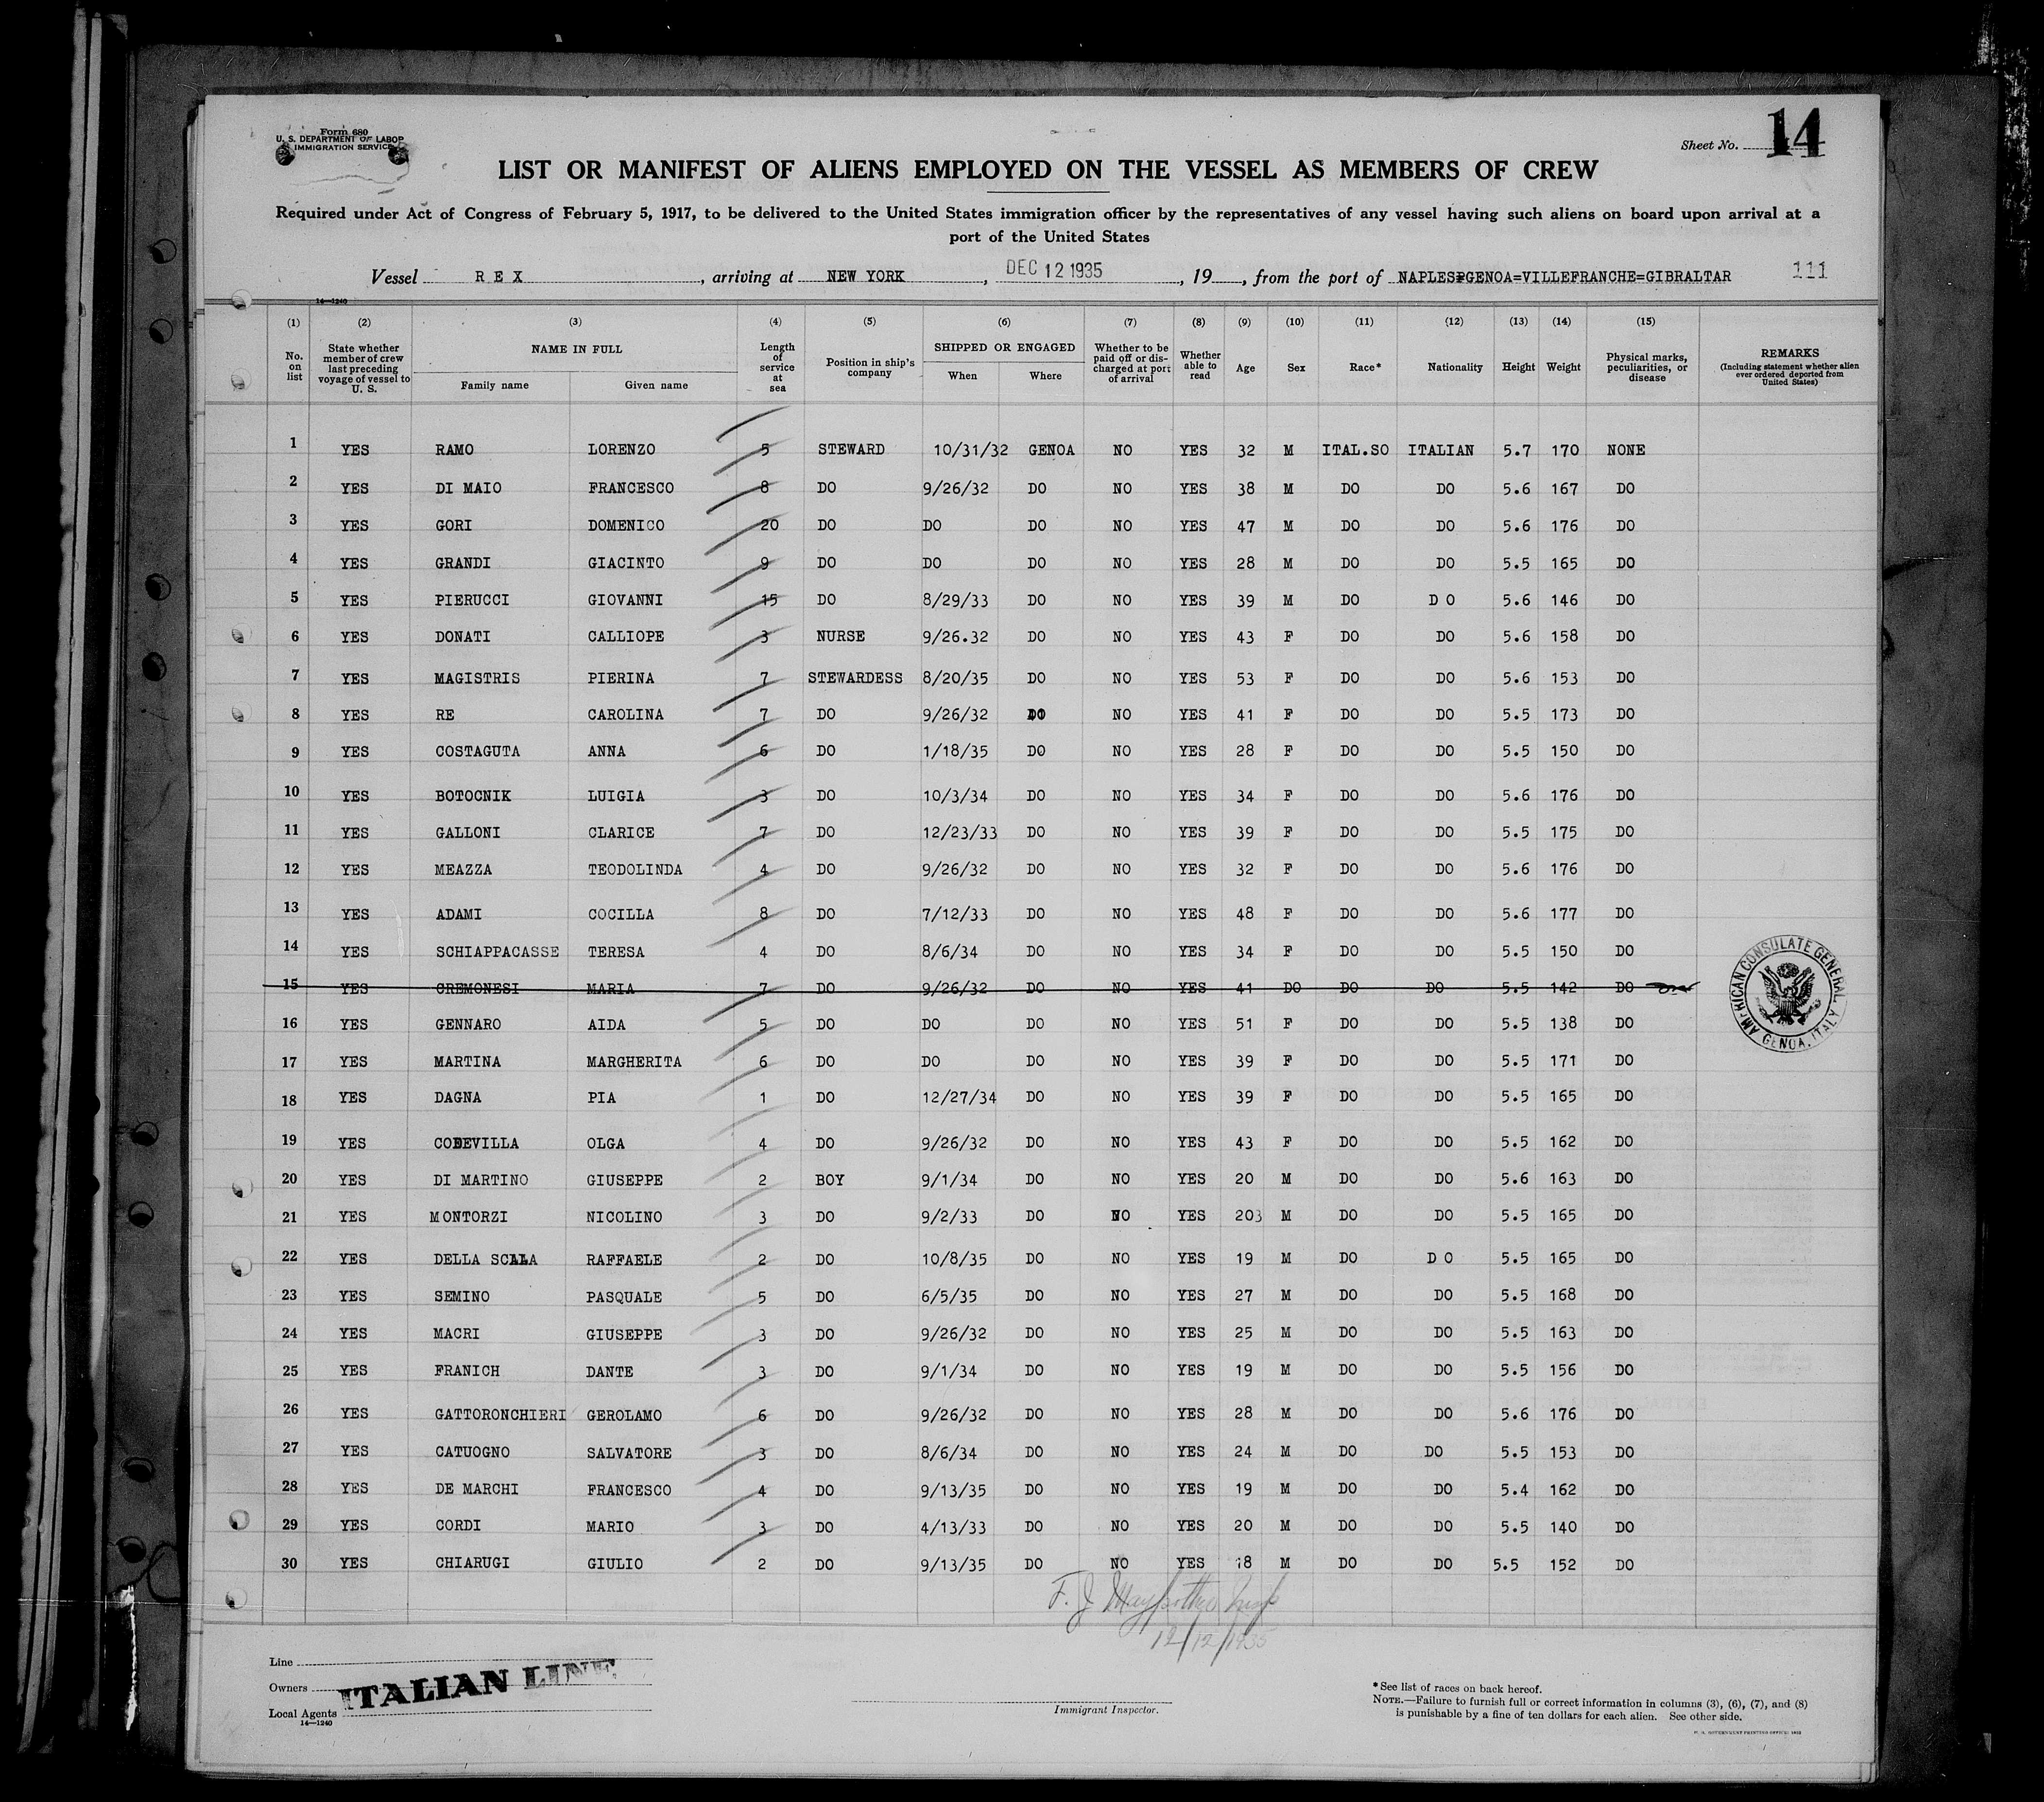 Form 680
U. S. DEPARTMENT OF LABOR
IMMIGRATION SERVICE
Sheet No. 14
LIST OR MANIFEST OF ALIENS EMPLOYED ON THE VESSEL AS MEMBERS OF CREW
Required under Act of Congress of February 5, 1917, to be delivered to the United States immigration officer by the representatives of any vessel having such aliens on board upon arrival at a
port of the United States
Vessel R E X , arriving at NEW YORK , DEC 12 1935 , 19 , from the port of NAPLES=GENOA=VILLEFRANCHE=GIBRALTAR 111
14—1240
(1) (2) (3) (4) (5) (6) (7) (8) (9) (10) (11) (12) (13) (14) (15)
No. on list State whether member of crew last preceding voyage of vessel to U. S. NAME IN FULL Family name Given name Length of service at sea Position in ship's company SHIPPED OR ENGAGED When Where Whether to be paid off or discharged at port of arrival Whether able to read Age Sex Race* Nationality Height Weight Physical marks, peculiarities, or disease REMARKS (Including statement whether alien ever ordered deported from United States)
1 YES RAMO LORENZO 5 STEWARD 10/31/32 GENOA NO YES 32 M ITAL.SO ITALIAN 5.7 170 NONE
2 YES DI MAIO FRANCESCO 8 DO 9/26/32 DO NO YES 38 M DO DO 5.6 167 DO
3 YES GORI DOMENICO 20 DO DO DO NO YES 47 M DO DO 5.6 176 DO
4 YES GRANDI GIACINTO 9 DO DO DO NO YES 28 M DO DO 5.5 165 DO
5 YES PIERUCCI GIOVANNI 15 DO 8/29/33 DO NO YES 39 M DO D O 5.6 146 DO
6 YES DONATI CALLIOPE 3 NURSE 9/26.32 DO NO YES 43 F DO DO 5.6 158 DO
7 YES MAGISTRIS PIERINA 7 STEWARDESS 8/20/35 DO NO YES 53 F DO DO 5.6 153 DO
8 YES RE CAROLINA 7 DO 9/26/32 DO NO YES 41 F DO DO 5.5 173 DO
9 YES COSTAGUTA ANNA 6 DO 1/18/35 DO NO YES 28 F DO DO 5.5 150 DO
10 YES BOTOCNIK LUIGIA 3 DO 10/3/34 DO NO YES 34 F DO DO 5.6 176 DO
11 YES GALLONI CLARICE 7 DO 12/23/33 DO NO YES 39 F DO DO 5.5 175 DO
12 YES MEAZZA TEODOLINDA 4 DO 9/26/32 DO NO YES 32 F DO DO 5.6 176 DO
13 YES ADAMI COCILLA 8 DO 7/12/33 DO NO YES 48 F DO DO 5.6 177 DO
14 YES SCHIAPPACASSE TERESA 4 DO 8/6/34 DO NO YES 34 F DO DO 5.5 150 DO
15 YES CREMONESI MARIA 7 DO 9/26/32 DO NO YES 41 DO DO DO 5.5 142 DO
AMERICAN CONSULATE GENERAL GENOA, ITALY
16 YES GENNARO AIDA 5 DO DO DO NO YES 51 F DO DO 5.5 138 DO
17 YES MARTINA MARGHERITA 6 DO DO DO NO YES 39 F DO DO 5.5 171 DO
18 YES DAGNA PIA 1 DO 12/27/34 DO NO YES 39 F DO DO 5.5 165 DO
19 YES CODEVILLA OLGA 4 DO 9/26/32 DO NO YES 43 F DO DO 5.5 162 DO
20 YES DI MARTINO GIUSEPPE 2 BOY 9/1/34 DO NO YES 20 M DO DO 5.6 163 DO
21 YES MONTORZI NICOLINO 3 DO 9/2/33 DO NO YES 203 M DO DO 5.5 165 DO
22 YES DELLA SCALA RAFFAELE 2 DO 10/8/35 DO NO YES 19 M DO D O 5.5 165 DO
23 YES SEMINO PASQUALE 5 DO 6/5/35 DO NO YES 27 M DO DO 5.5 168 DO
24 YES MACRI GIUSEPPE 3 DO 9/26/32 DO NO YES 25 M DO DO 5.5 163 DO
25 YES FRANICH DANTE 3 DO 9/1/34 DO NO YES 19 M DO DO 5.5 156 DO
26 YES GATTORONCHIERI GEROLAMO 6 DO 9/26/32 DO NO YES 28 M DO DO 5.6 176 DO
27 YES CATUOGNO SALVATORE 3 DO 8/6/34 DO NO YES 24 M DO DO 5.5 153 DO
28 YES DE MARCHI FRANCESCO 4 DO 9/13/35 DO NO YES 19 M DO DO 5.4 162 DO
29 YES CORDI MARIO 3 DO 4/13/33 DO NO YES 20 M DO DO 5.5 140 DO
30 YES CHIARUGI GIULIO 2 DO 9/13/35 DO NO YES 18 M DO DO 5.5 152 DO
F. J.
12/12/1935
Line
Owners ITALIAN LINE
Local Agents
14—1240
Immigrant Inspector.
*See list of races on back hereof.
NOTE.—Failure to furnish full or correct information in columns (3), (6), (7), and (8)
is punishable by a fine of ten dollars for each alien. See other side.